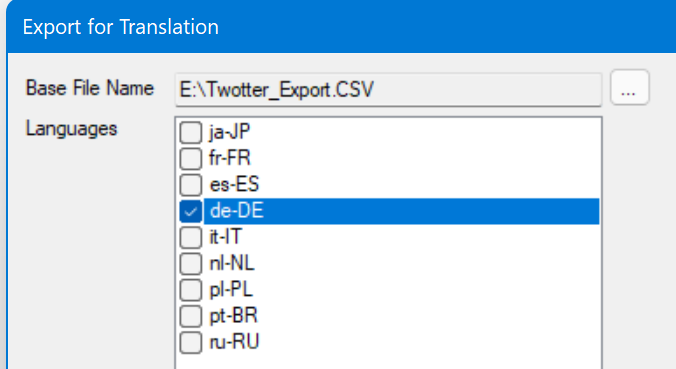 Export for Translation
Base File Name E:\Twotter_Export.CSV ...
Languages
ja-JP
fr-FR
es-ES
de-DE
it-IT
nl-NL
pl-PL
pt-BR
ru-RU